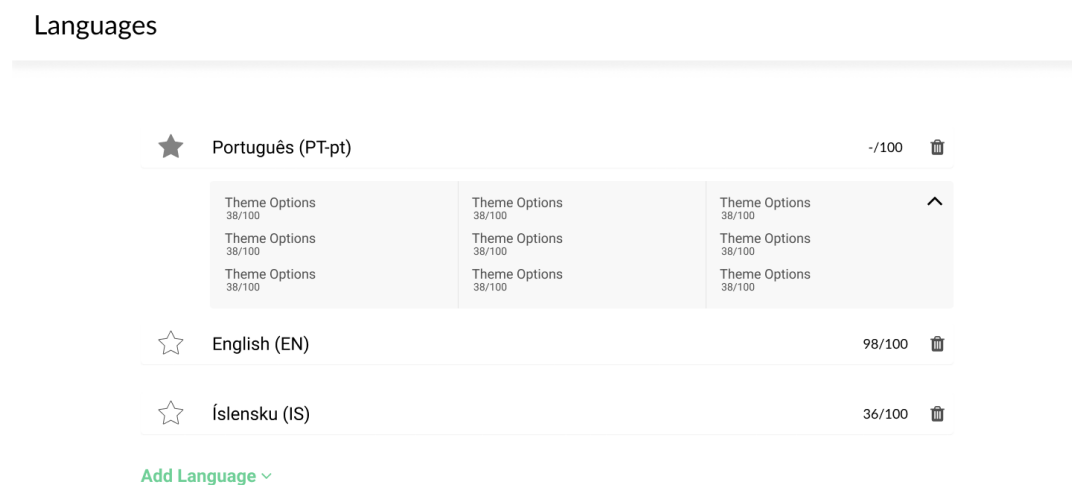 Languages
Português (PT-pt) -/100
Theme Options Theme Options Theme Options
38/100 38/100 38/100
Theme Options Theme Options Theme Options
38/100 38/100 38/100
Theme Options Theme Options Theme Options
38/100 38/100 38/100
English (EN) 98/100
Íslensku (IS) 36/100
Add Language